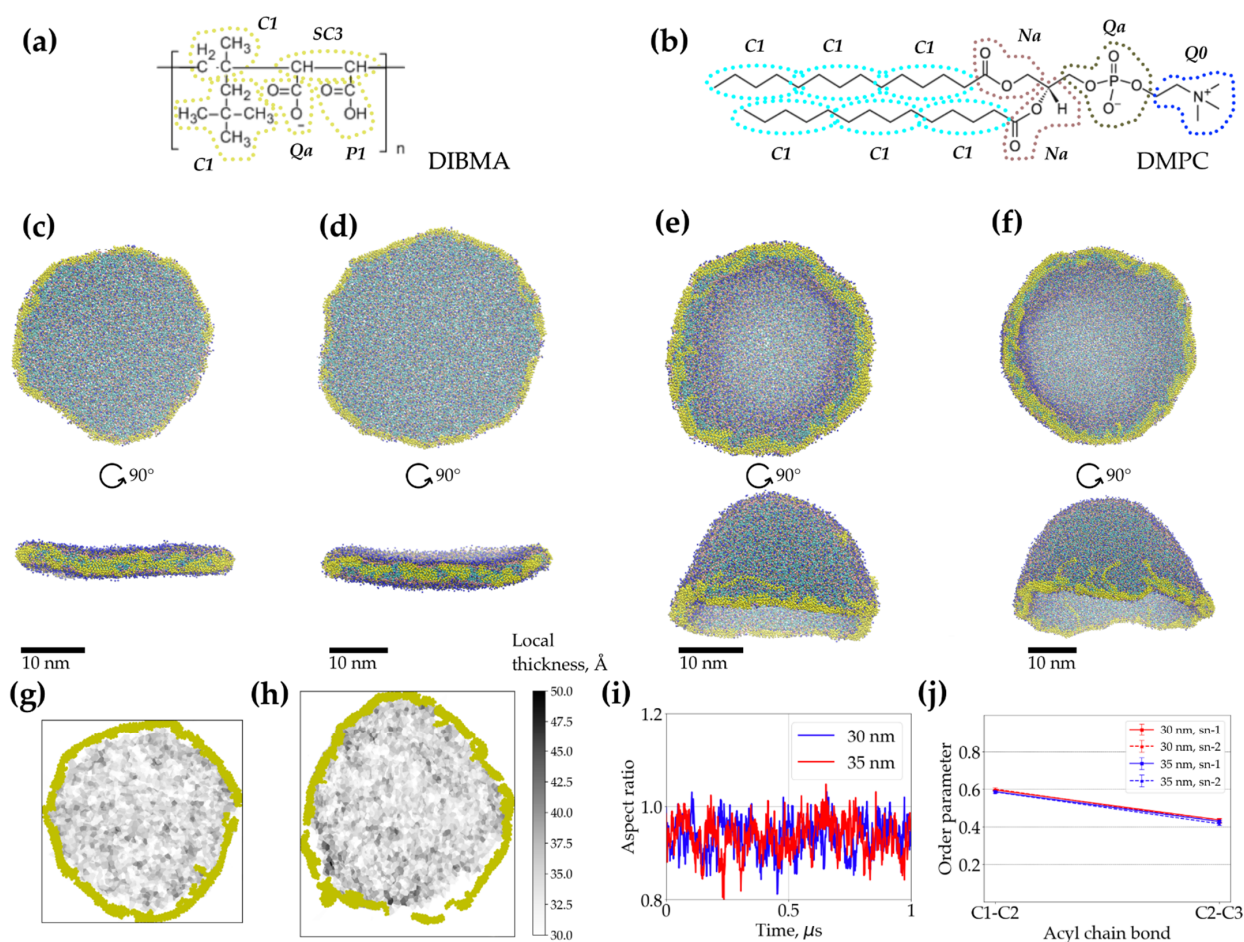 (a)
C1
SC3
H2
C
CH3
C
CH
CH
CH2
O
O
H3C
CH3
O
OH
CH3
−
n
C1
Qa
P1
DIBMA
(b)
C1
C1
C1
Na
Qa
Q0
O
O
O
P
O
O
O−
N+
H
O
C1
C1
C1
Na
DMPC
(c)
(d)
(e)
(f)
90°
90°
90°
90°
10 nm
10 nm
10 nm
10 nm
(g)
(h)
Local
thickness, Å
50.0
47.5
45.0
42.5
40.0
37.5
35.0
32.5
30.0
(i)
1.2
1.0
0.8
Aspect ratio
30 nm
35 nm
0
0.5
1
Time, μs
(j)
0.8
0.6
0.4
0.2
Order parameter
30 nm, sn-1
30 nm, sn-2
35 nm, sn-1
35 nm, sn-2
C1-C2
C2-C3
Acyl chain bond